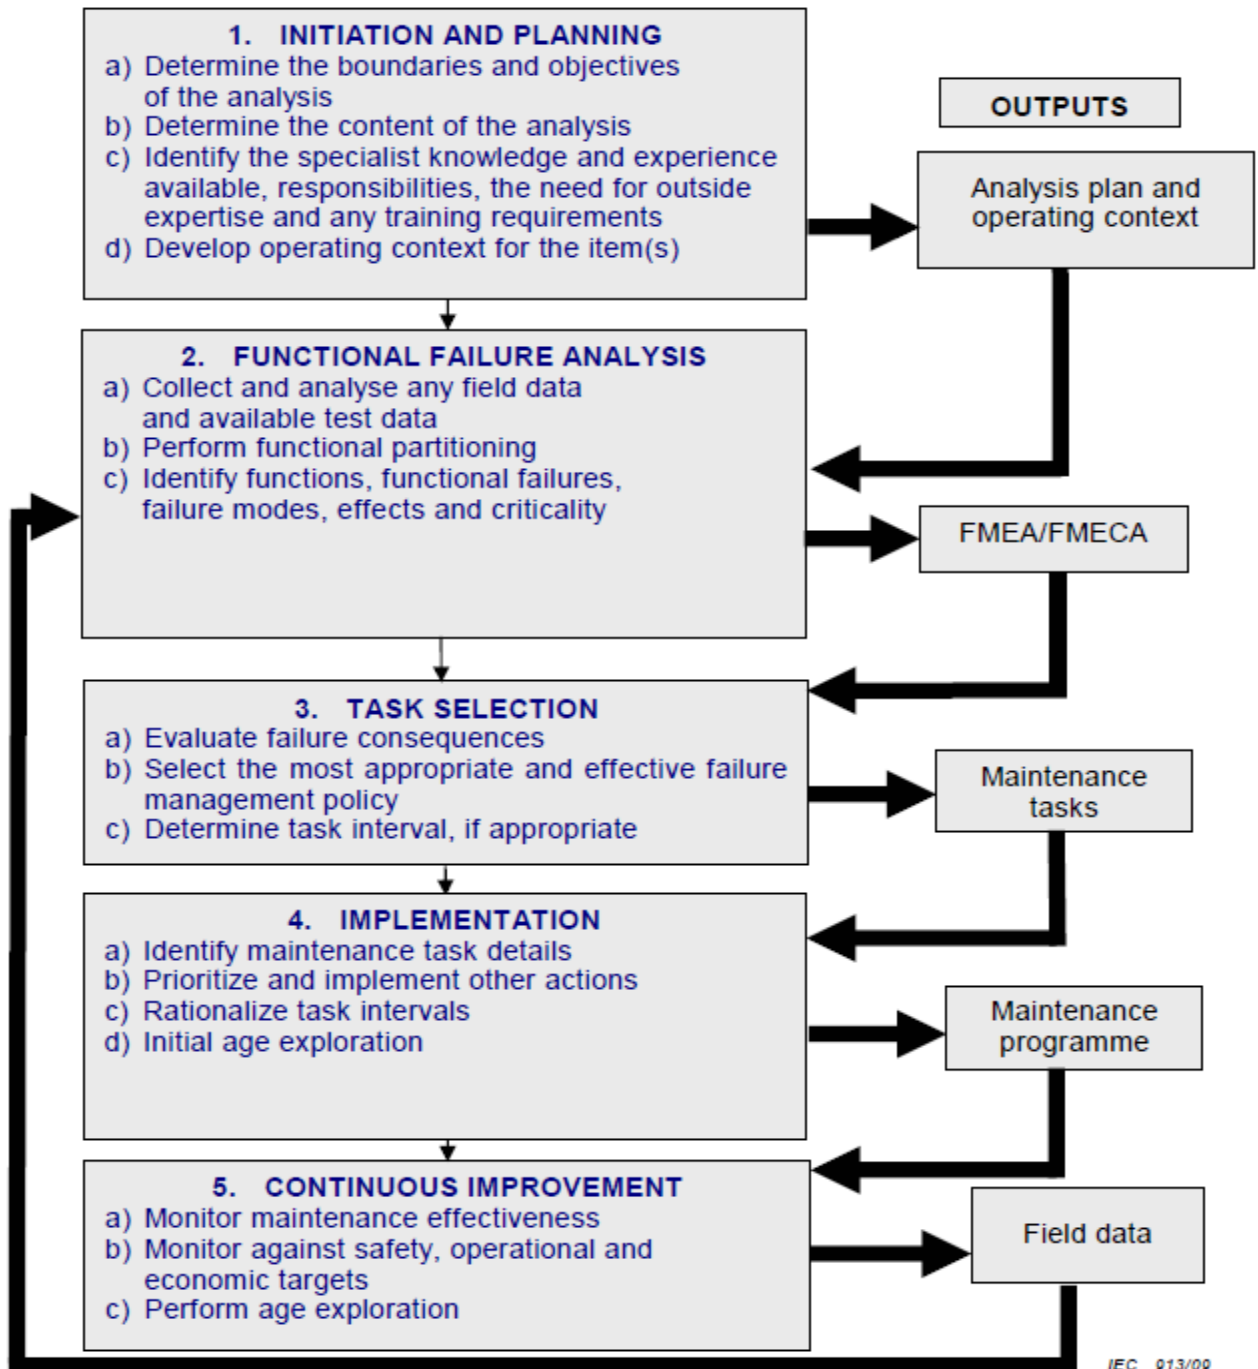 1. INITIATION AND PLANNING
a) Determine the boundaries and objectives
of the analysis
b) Determine the content of the analysis
c) Identify the specialist knowledge and experience
available, responsibilities, the need for outside
expertise and any training requirements
d) Develop operating context for the item(s)
OUTPUTS
Analysis plan and
operating context
2. FUNCTIONAL FAILURE ANALYSIS
a) Collect and analyse any field data
and available test data
b) Perform functional partitioning
c) Identify functions, functional failures,
failure modes, effects and criticality
FMEA/FMECA
3. TASK SELECTION
a) Evaluate failure consequences
b) Select the most appropriate and effective failure
management policy
c) Determine task interval, if appropriate
Maintenance
tasks
4. IMPLEMENTATION
a) Identify maintenance task details
b) Prioritize and implement other actions
c) Rationalize task intervals
d) Initial age exploration
Maintenance
programme
5. CONTINUOUS IMPROVEMENT
a) Monitor maintenance effectiveness
b) Monitor against safety, operational and
economic targets
c) Perform age exploration
Field data
IEC 913/09